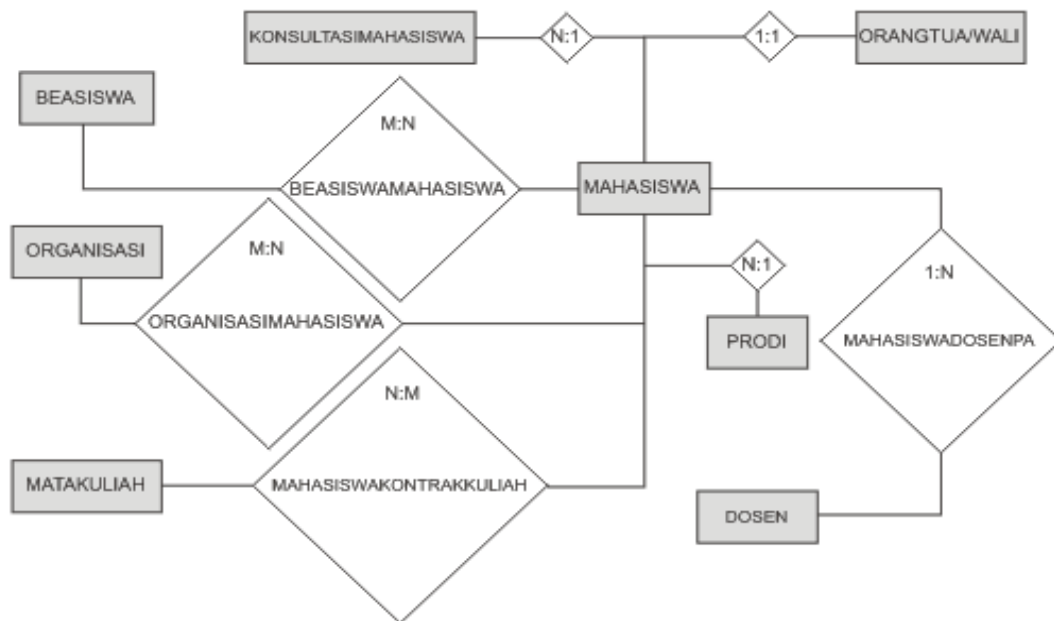 KONSULTASIMAHASISWA
N:1
1:1
ORANGTUA/WALI
BEASISWA
M:N
BEASISWAMAHASISWA
MAHASISWA
ORGANISASI
M:N
ORGANISASIMAHASISWA
N:1
PRODI
1:N
MAHASISWADOSENPA
N:M
MATAKULIAH
MAHASISWAKONTRAKKULIAH
DOSEN